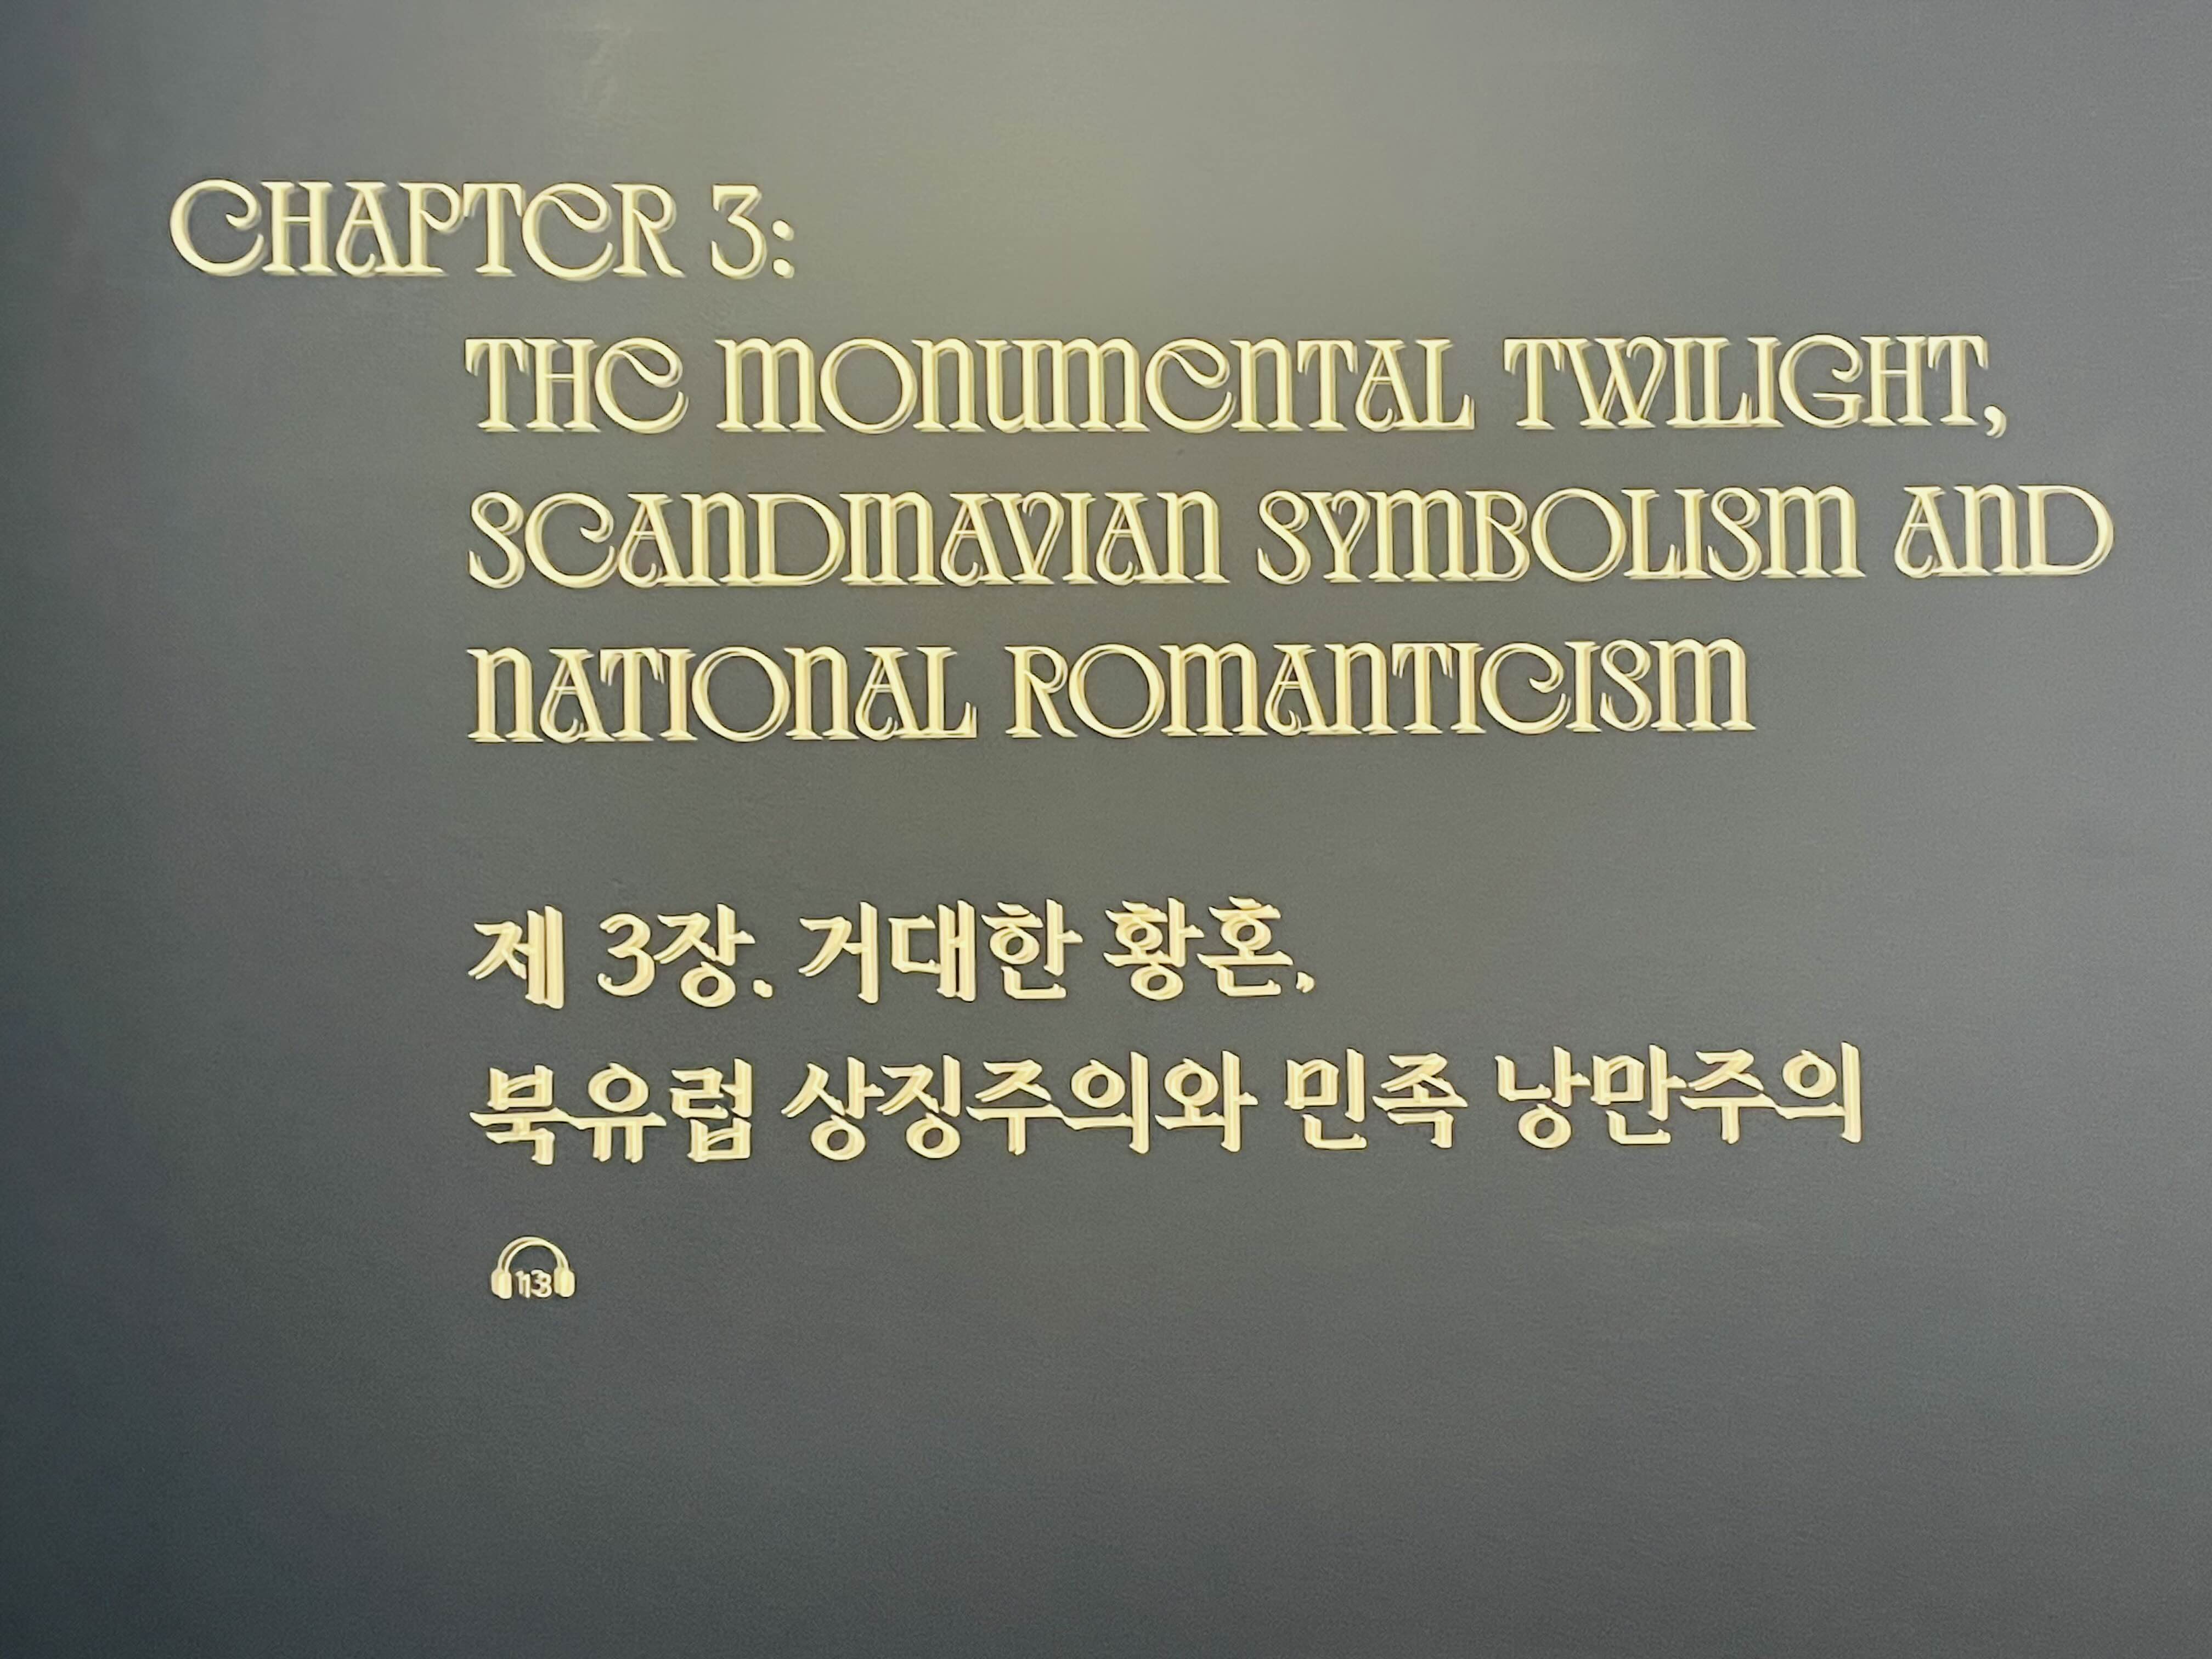 CHAPTER 3:
THE MONUMENTAL TWILIGHT,
SCANDINAVIAN SYMBOLISM AND
NATIONAL ROMANTICISM
제 3장. 거대한 황혼,
북유럽 상징주의와 민족 낭만주의
13